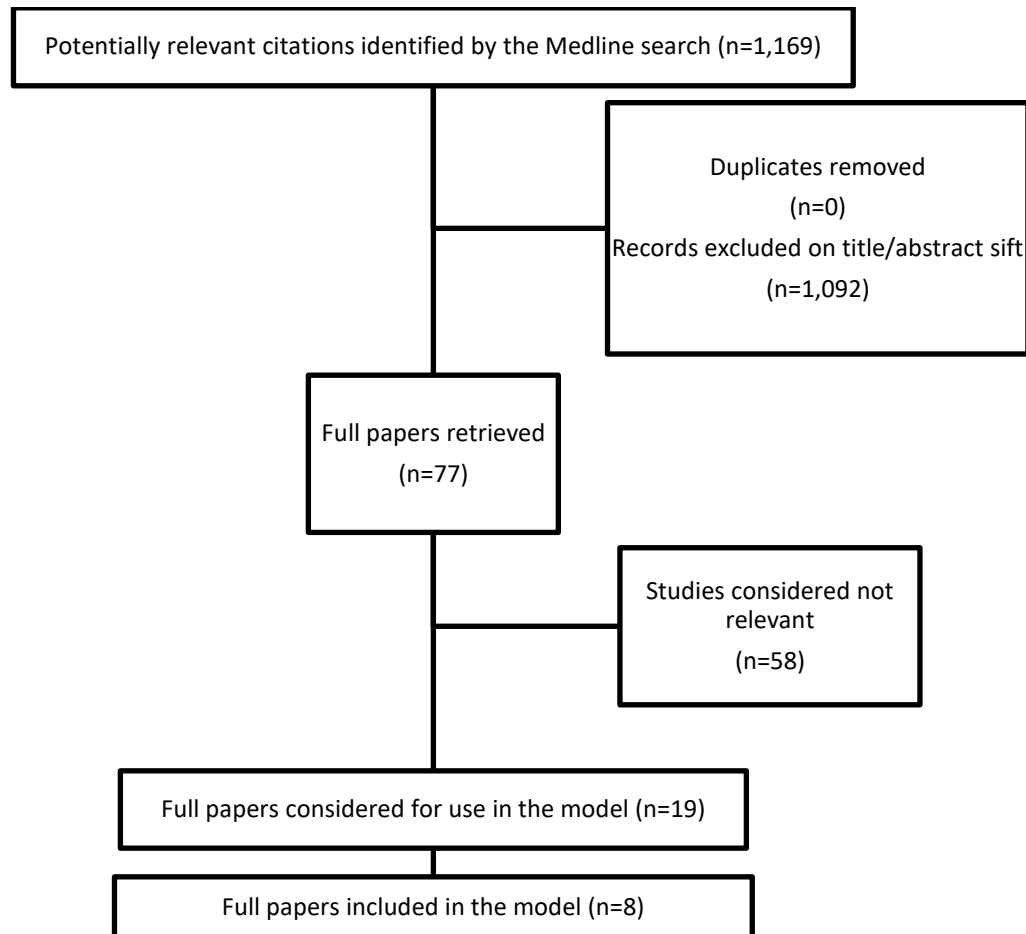 Potentially relevant citations identified by the Medline search (n=1,169)
Duplicates removed
(n=0)
Records excluded on title/abstract sift
(n=1,092)
Full papers retrieved
(n=77)
Studies considered not
relevant
(n=58)
Full papers considered for use in the model (n=19)
Full papers included in the model (n=8)